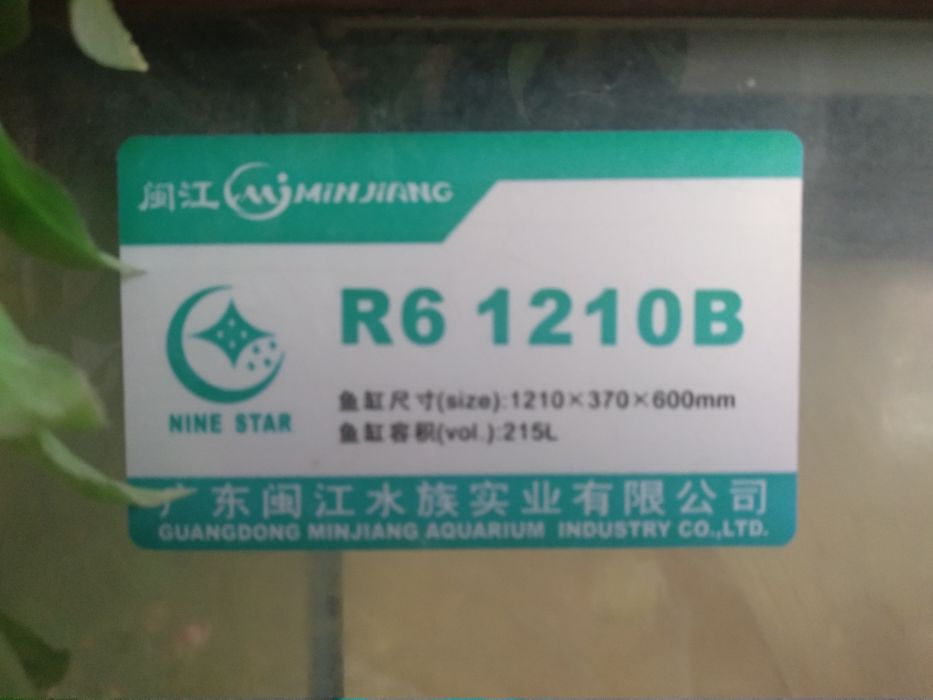 闽江 MINJIANG
R6 1210B
NINE STAR
鱼缸尺寸(size):1210×370×600mm
鱼缸容积(vol.):215L
广东闽江水族实业有限公司
GUANGDONG MINJIANG AQUARIUM INDUSTRY CO.,LTD.